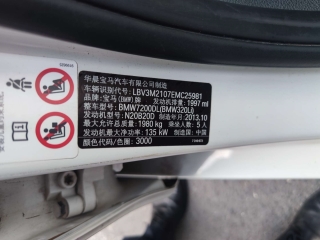 华晨宝马汽车有限公司制造
车辆识别代号: LBV3M2107EMC25981
品牌: 宝马(BMW)牌 发动机排量: 1997 ml
整车型号: BMW7200DL(BMW320Li)
发动机型号: N20B20D 制造年月: 2013.10
最大允许总质量: 1980 kg 乘坐人数: 5 人
发动机最大净功率: 135 kW 制造国: 中国
颜色代码/色圈: 3000